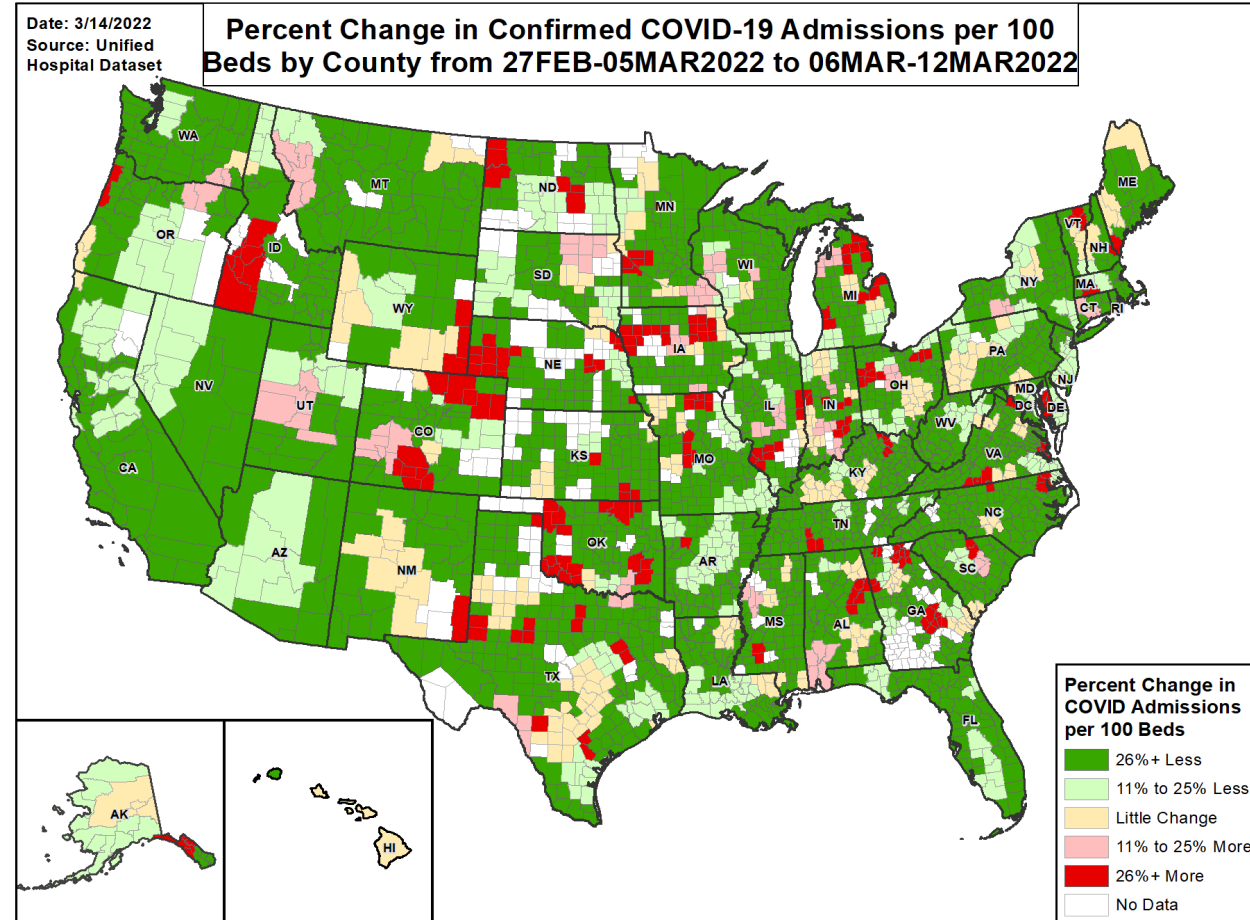 Date: 3/14/2022
Source: Unified
Hospital Dataset
Percent Change in Confirmed COVID-19 Admissions per 100
Beds by County from 27FEB-05MAR2022 to 06MAR-12MAR2022
WA
MT
ND
MN
ME
VT
NH
OR
ID
SD
WI
MI
NY
MA
CT
RI
WY
IA
PA
NJ
NE
NV
UT
CO
IL
IN
OH
MD
DC
DE
WV
VA
CA
KS
MO
KY
NC
AZ
NM
OK
AR
TN
SC
MS
AL
GA
TX
LA
FL
AK
HI
Percent Change in
COVID Admissions
per 100 Beds
26%+ Less
11% to 25% Less
Little Change
11% to 25% More
26%+ More
No Data